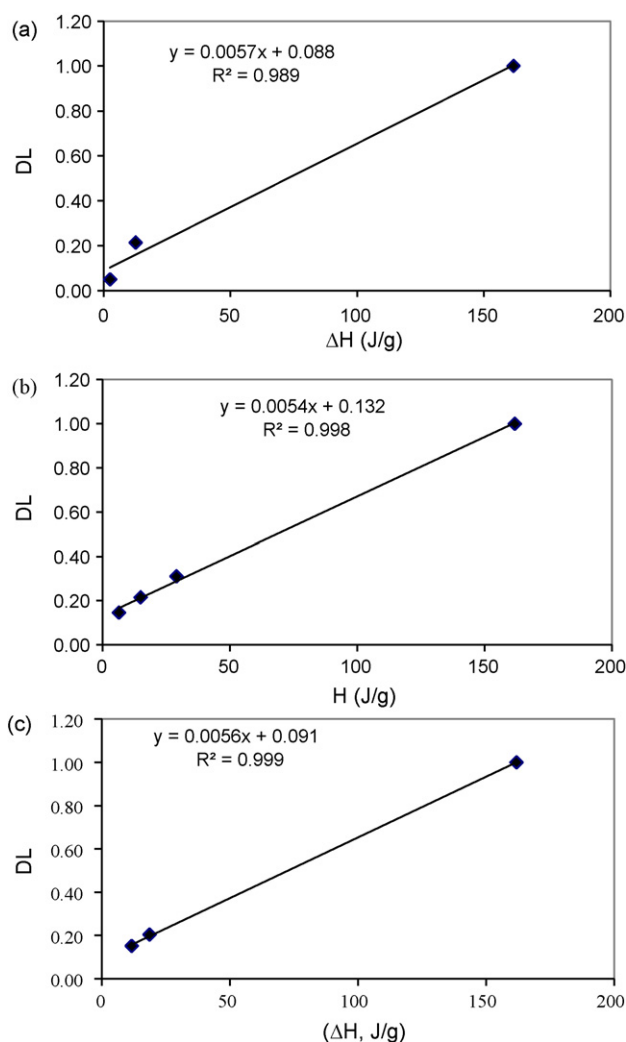 (a)
y = 0.0057x + 0.088
R² = 0.989
DL
1.20
1.00
0.80
0.60
0.40
0.20
0.00
0 50 100 150 200
ΔH (J/g)
(b)
y = 0.0054x + 0.132
R² = 0.998
DL
1.20
1.00
0.80
0.60
0.40
0.20
0.00
0 50 100 150 200
H (J/g)
(c)
y = 0.0056x + 0.091
R² = 0.999
DL
1.20
1.00
0.80
0.60
0.40
0.20
0.00
0 50 100 150 200
(ΔH, J/g)